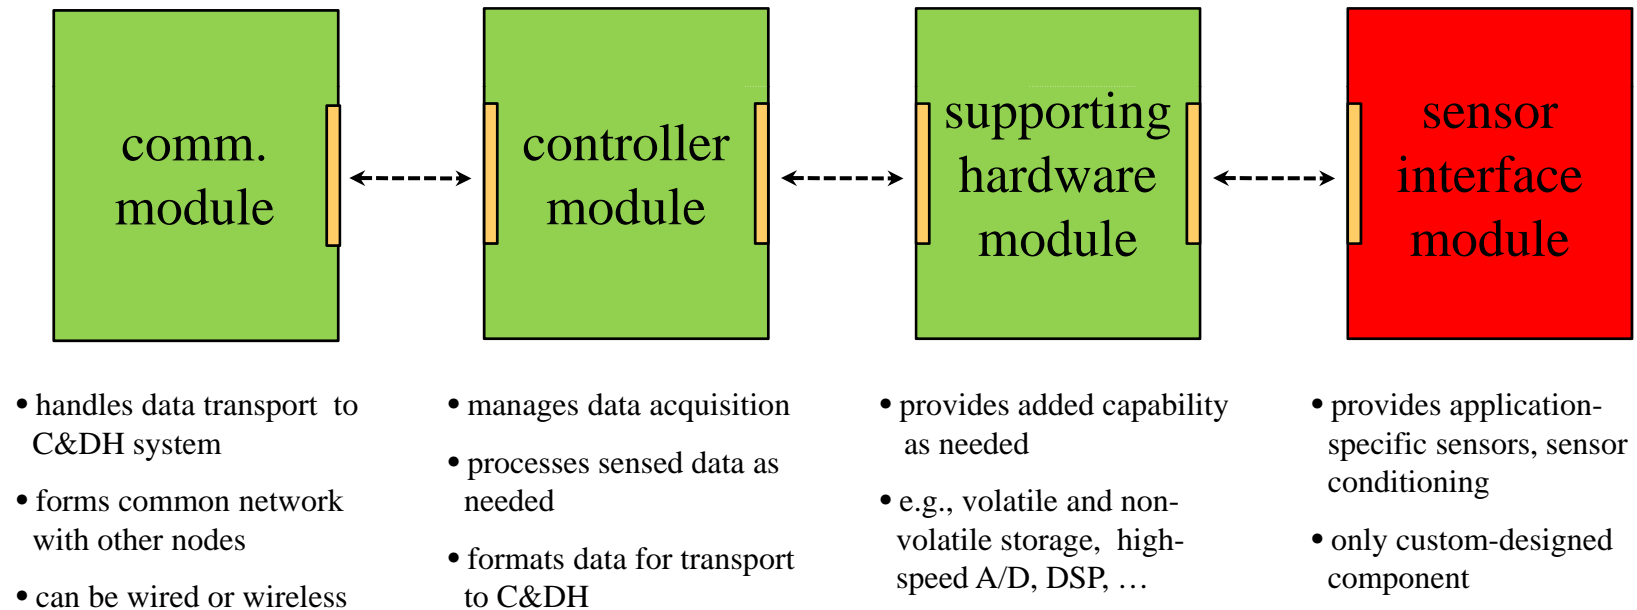 comm.
module
controller
module
supporting
hardware
module
sensor
interface
module
• handles data transport to
C&DH system
• forms common network
with other nodes
• can be wired or wireless
• manages data acquisition
• processes sensed data as
needed
• formats data for transport
to C&DH
• provides added capability
as needed
• e.g., volatile and non-
volatile storage, high-
speed A/D, DSP, …
• provides application-
specific sensors, sensor
conditioning
• only custom-designed
component